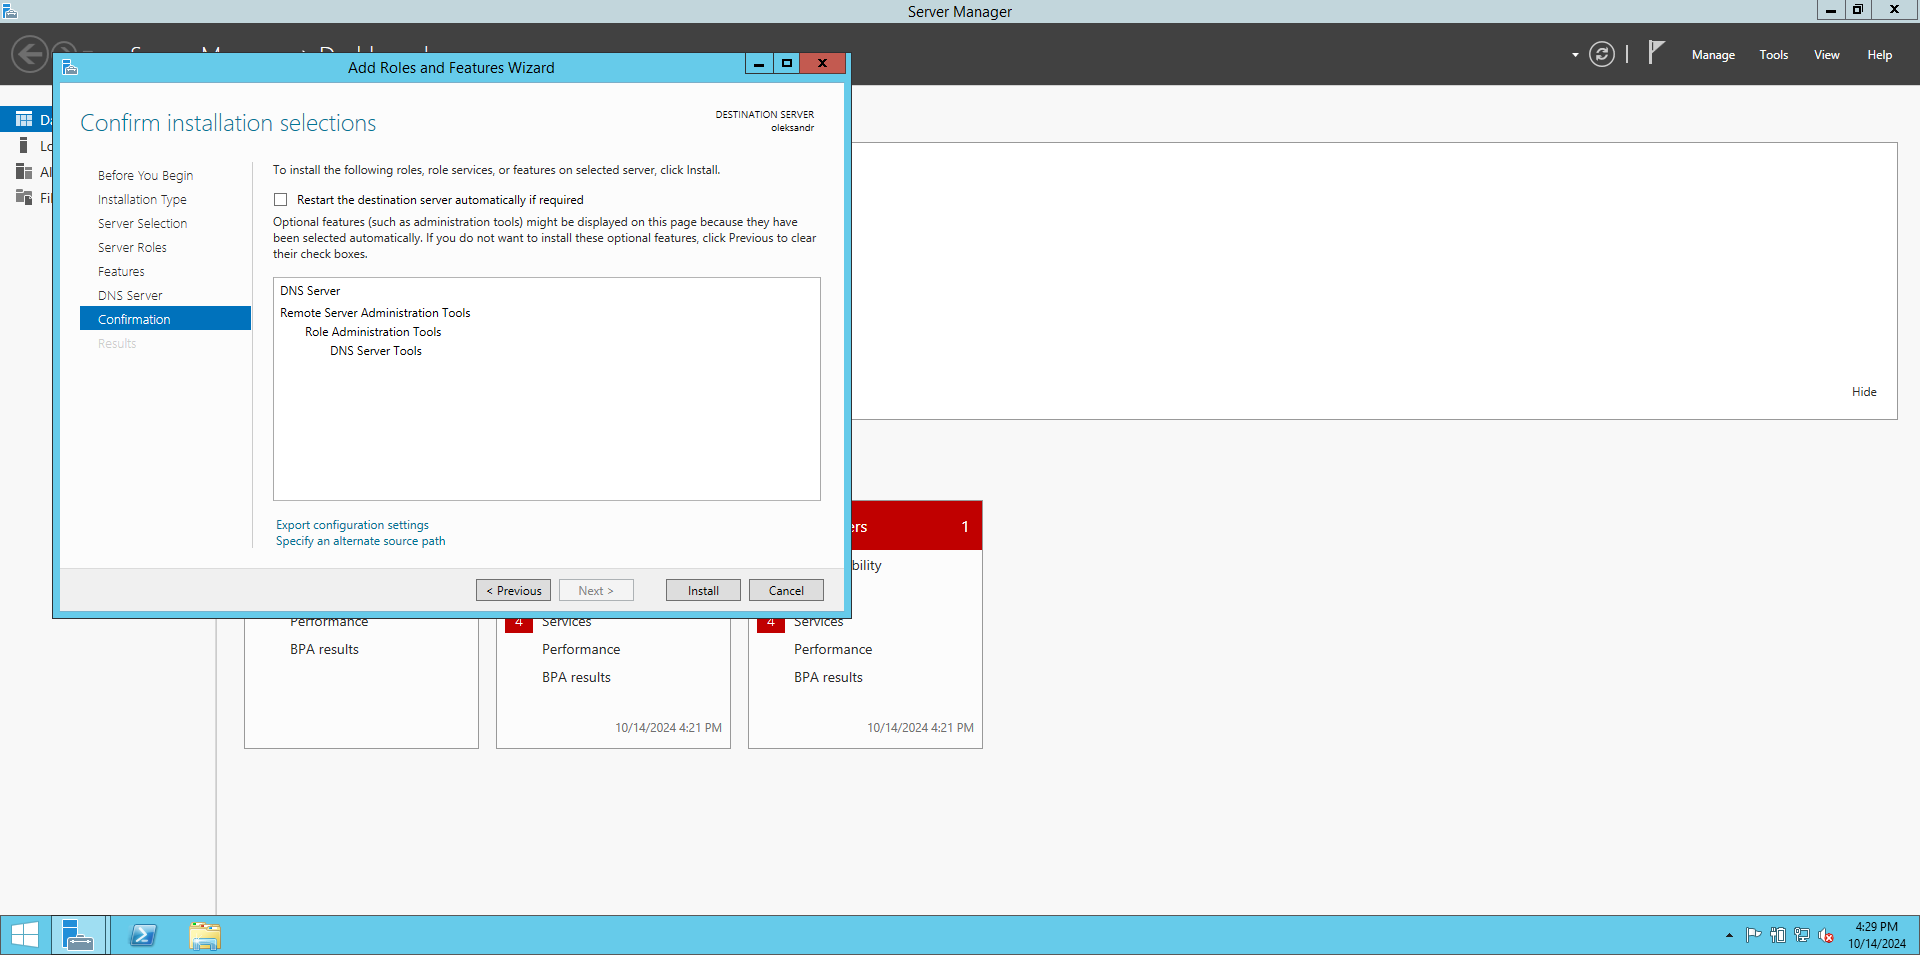 Server Manager
Manage
Tools
View
Help
Add Roles and Features Wizard
Confirm installation selections
DESTINATION SERVER
oleksandr
Before You Begin
Installation Type
Server Selection
Server Roles
Features
DNS Server
Confirmation
Results
To install the following roles, role services, or features on selected server, click Install.
Restart the destination server automatically if required
Optional features (such as administration tools) might be displayed on this page because they have
been selected automatically. If you do not want to install these optional features, click Previous to clear
their check boxes.
DNS Server
Remote Server Administration Tools
Role Administration Tools
DNS Server Tools
Export configuration settings
Specify an alternate source path
< Previous
Next >
Install
Cancel
Hide
ers 1
bility
Performance
BPA results
4 Services
Performance
BPA results
10/14/2024 4:21 PM
4 Services
Performance
BPA results
10/14/2024 4:21 PM
4:29 PM
10/14/2024